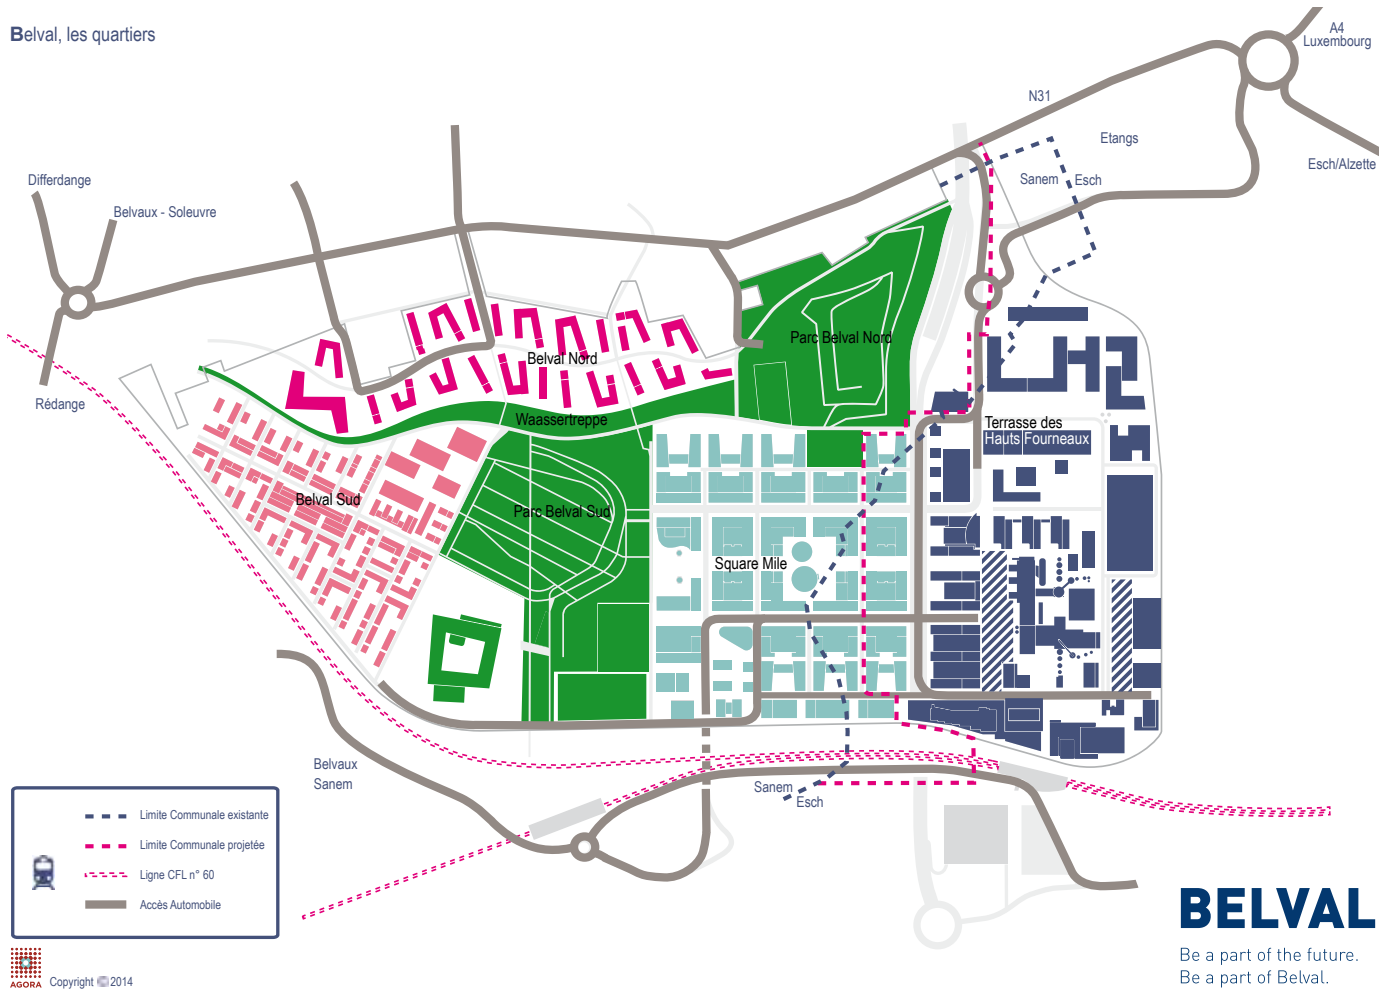 Belval, les quartiers
A4
Luxembourg
N31
Etangs
Esch/Alzette
Sanem
Esch
Differdange
Belvaux - Soleuvre
Rédange
Parc Belval Nord
Belval Nord
Waassertreppe
Terrasse des
Hauts Fourneaux
Belval Sud
Parc Belval Sud
Square Mile
Belvaux
Sanem
Sanem
Esch
Limite Communale existante
Limite Communale projetée
Ligne CFL n° 60
Accès Automobile
BELVAL
Be a part of the future.
Be a part of Belval.
AGORA
Copyright © 2014